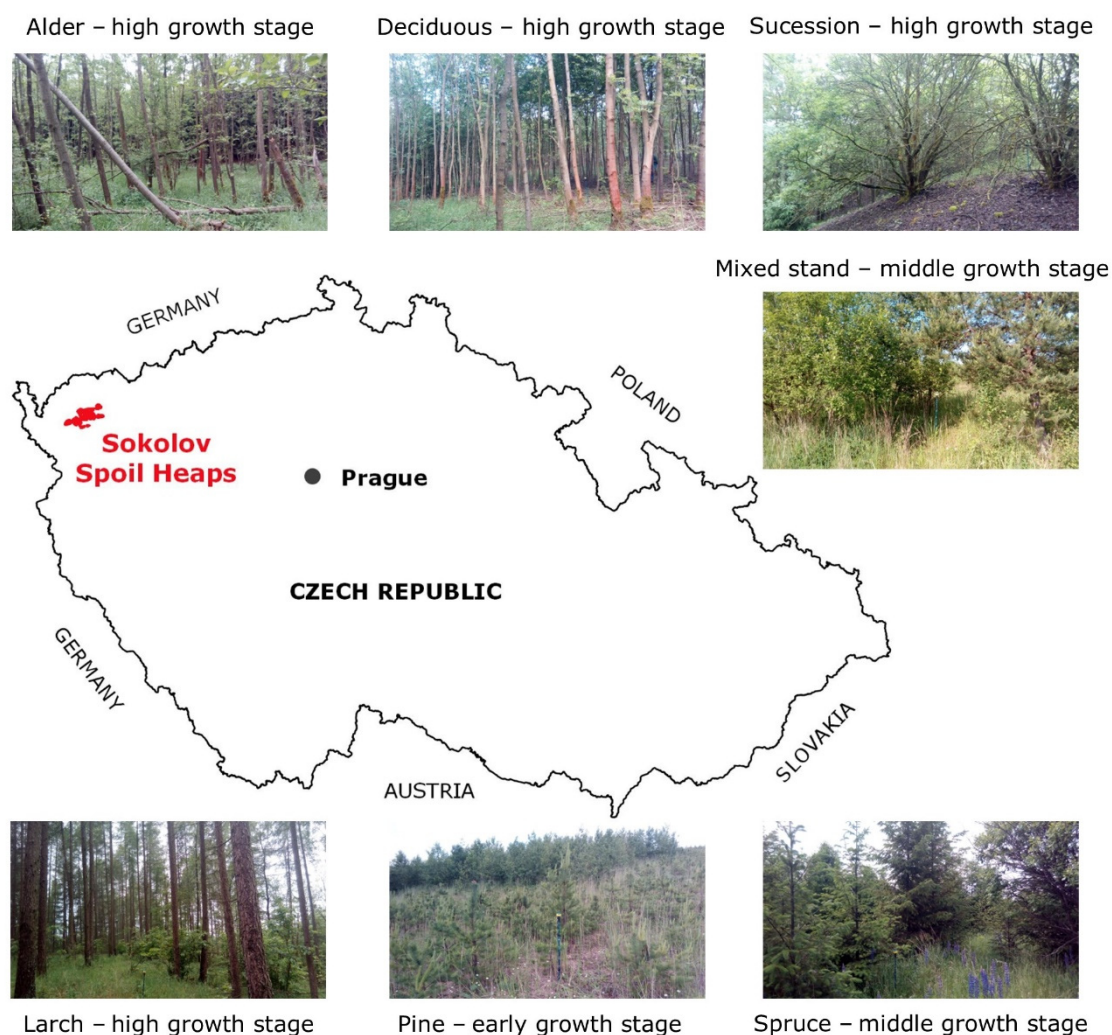 Alder – high growth stage
Deciduous – high growth stage
Sucession – high growth stage
Mixed stand – middle growth stage
GERMANY
POLAND
Sokolov
Spoil Heaps
Prague
CZECH REPUBLIC
GERMANY
SLOVAKIA
AUSTRIA
Larch – high growth stage
Pine – early growth stage
Spruce – middle growth stage